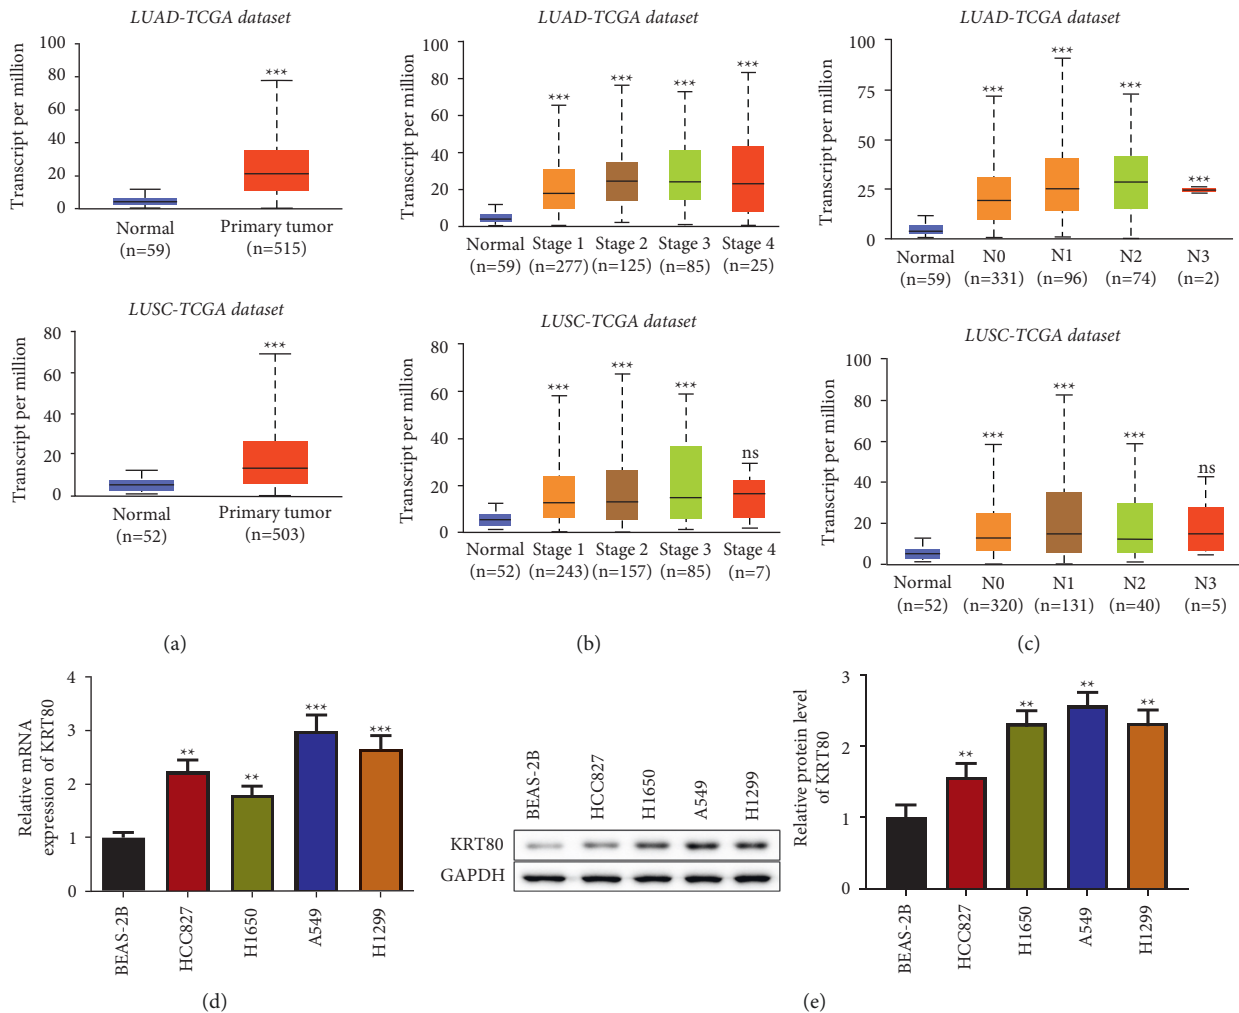 LUAD-TCGA dataset
Transcript per million
100
80
60
40
20
0
***
Normal
(n=59)
Primary tumor
(n=515)
LUSC-TCGA dataset
Transcript per million
80
60
40
20
0
***
Normal
(n=52)
Primary tumor
(n=503)
(a)
LUAD-TCGA dataset
Transcript per million
100
80
60
40
20
0
*** *** *** ***
Normal Stage 1 Stage 2 Stage 3 Stage 4
(n=59) (n=277) (n=125) (n=85) (n=25)
LUSC-TCGA dataset
Transcript per million
80
60
40
20
0
*** *** *** ns
Normal Stage 1 Stage 2 Stage 3 Stage 4
(n=52) (n=243) (n=157) (n=85) (n=7)
(b)
LUAD-TCGA dataset
Transcript per million
100
75
50
25
0
*** *** *** ***
Normal N0 N1 N2 N3
(n=59) (n=331) (n=96) (n=74) (n=2)
LUSC-TCGA dataset
Transcript per million
100
80
60
40
20
0
*** *** *** ns
Normal N0 N1 N2 N3
(n=52) (n=320) (n=131) (n=40) (n=5)
(c)
Relative mRNA
expression of KRT80
4
3
2
1
0
** ** *** ***
BEAS-2B
HCC827
H1650
A549
H1299
(d)
BEAS-2B
HCC827
H1650
A549
H1299
KRT80
GAPDH
Relative protein level
of KRT80
3
2
1
0
** ** ** **
BEAS-2B
HCC827
H1650
A549
H1299
(e)